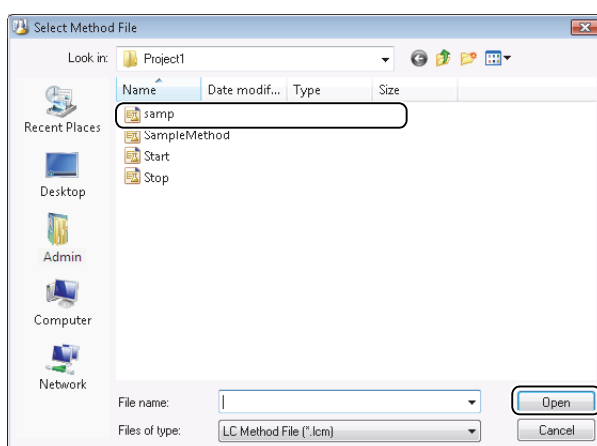 Select Method File
Look in: Project1
Name Date modif... Type Size
samp
SampleMethod
Start
Stop
Recent Places
Desktop
Admin
Computer
Network
File name: Open
Files of type: LC Method File (*.lcm) Cancel